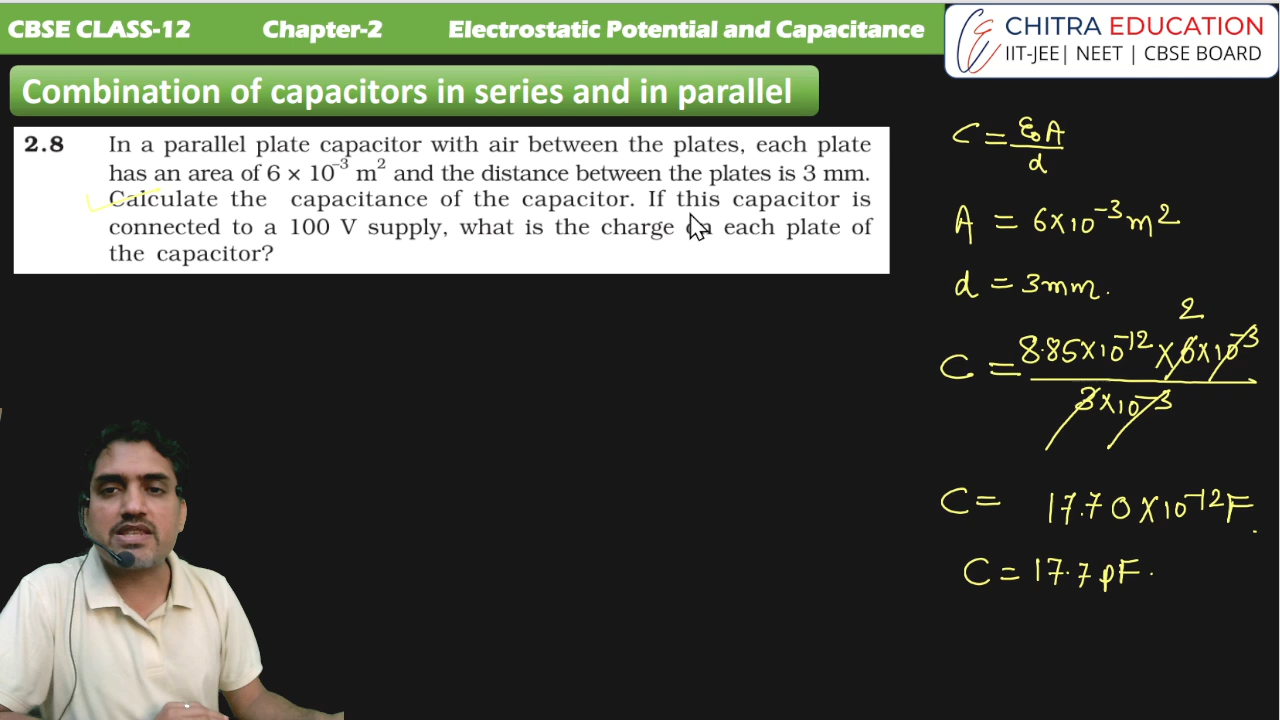 CBSE CLASS-12 Chapter-2 Electrostatic Potential and Capacitance
CHITRA EDUCATION
IIT-JEE| NEET | CBSE BOARD
Combination of capacitors in series and in parallel
2.8 In a parallel plate capacitor with air between the plates, each plate
has an area of 6 × 10⁻³ m² and the distance between the plates is 3 mm.
Calculate the capacitance of the capacitor. If this capacitor is
connected to a 100 V supply, what is the charge on each plate of
the capacitor?
C = ε₀A
d
A = 6×10⁻³m²
d = 3mm.
2
C = 8.85×10⁻¹²×6×10⁻³
3×10⁻³
C = 17.70×10⁻¹²F.
C = 17.7pF.